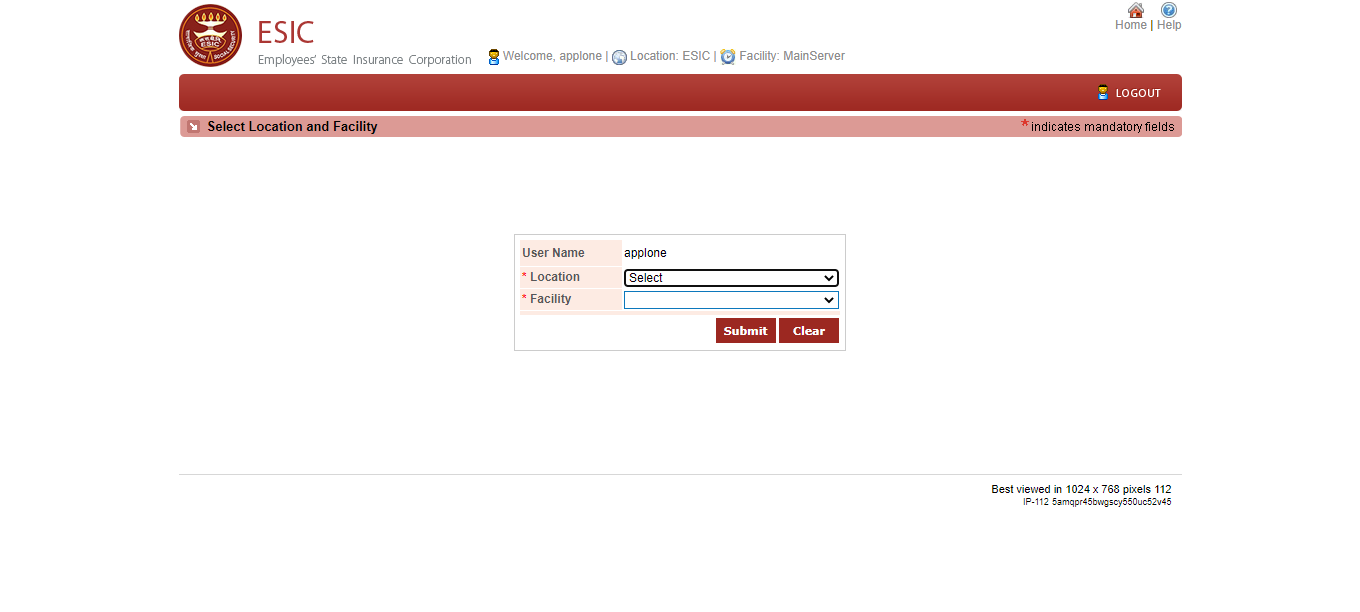 ESIC
Employees' State Insurance Corporation
Welcome, applone | Location: ESIC | Facility: MainServer
Home | Help
LOGOUT
Select Location and Facility
* indicates mandatory fields
User Name applone
* Location Select
* Facility
Submit Clear
Best viewed in 1024 x 768 pixels 112
IP-112 5amqpr45bwgscy550uc52v45